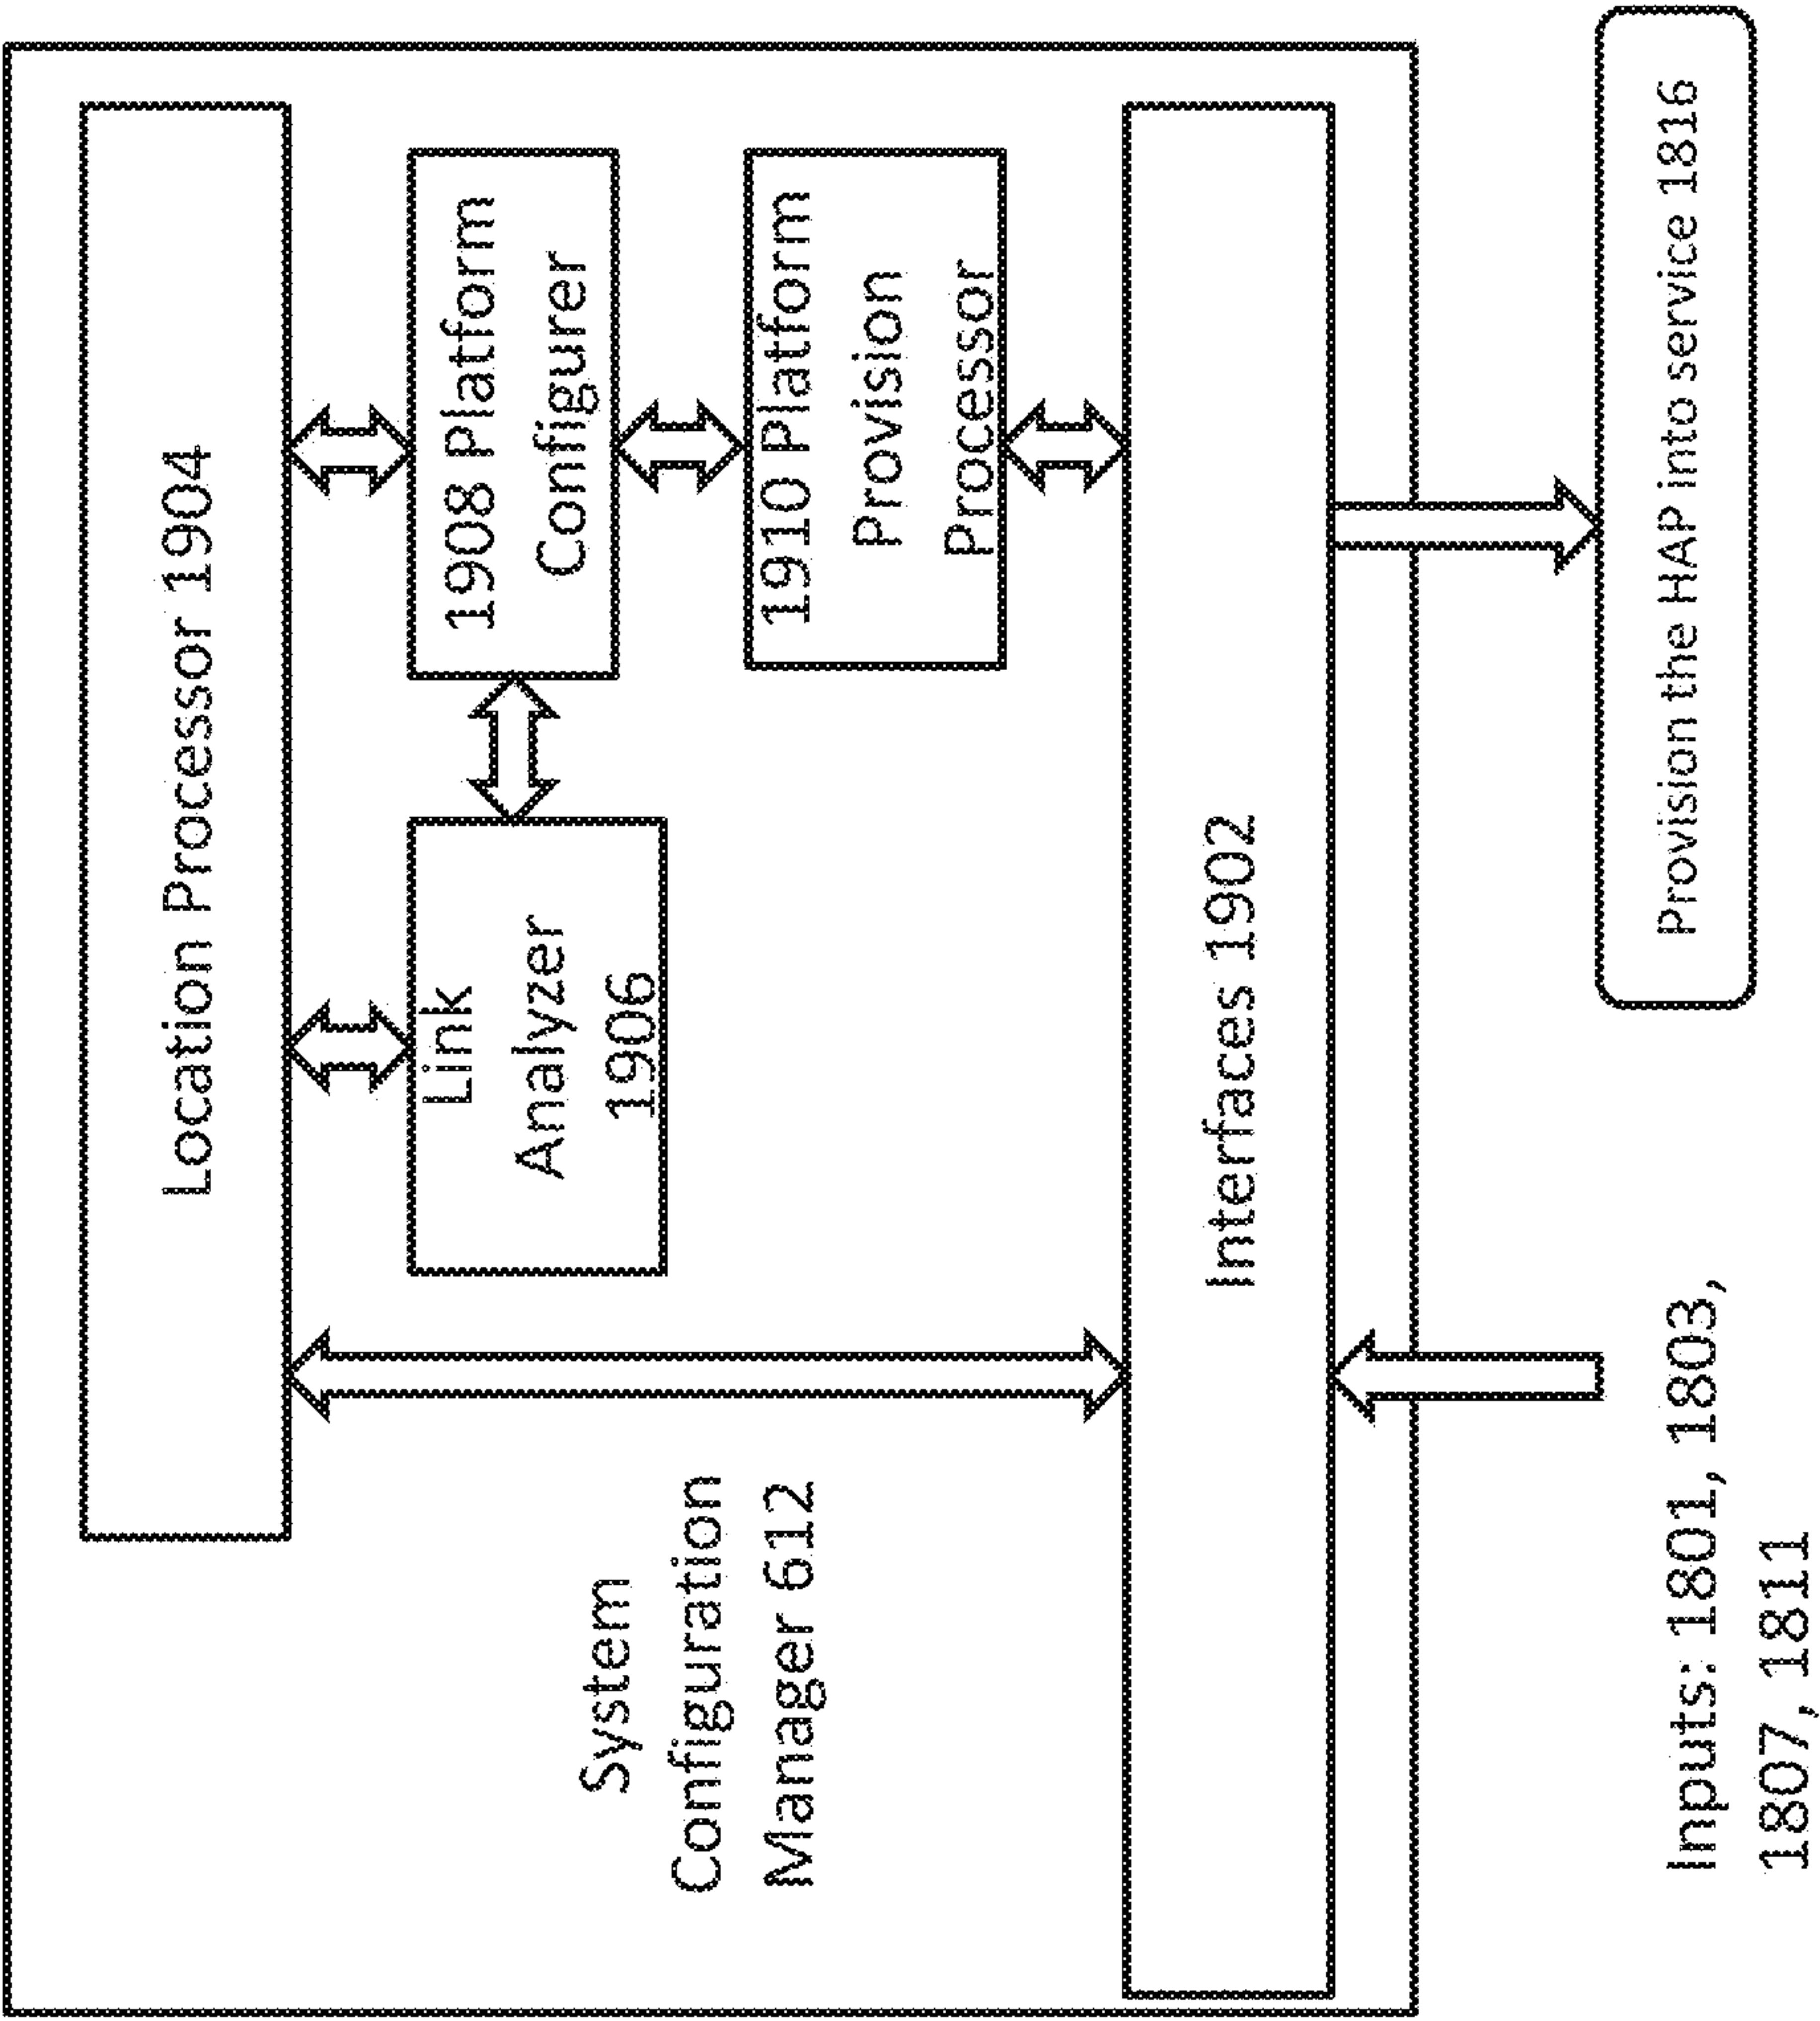 Location Processor 1904
Link
Analyzer
1906
1908 Platform
Configurer
System
Configuration
Manager 612
1910 Platform
Provision
Processor
Interfaces 1902
Inputs: 1801, 1803,
1807, 1811
Provision the HAP into service 1816